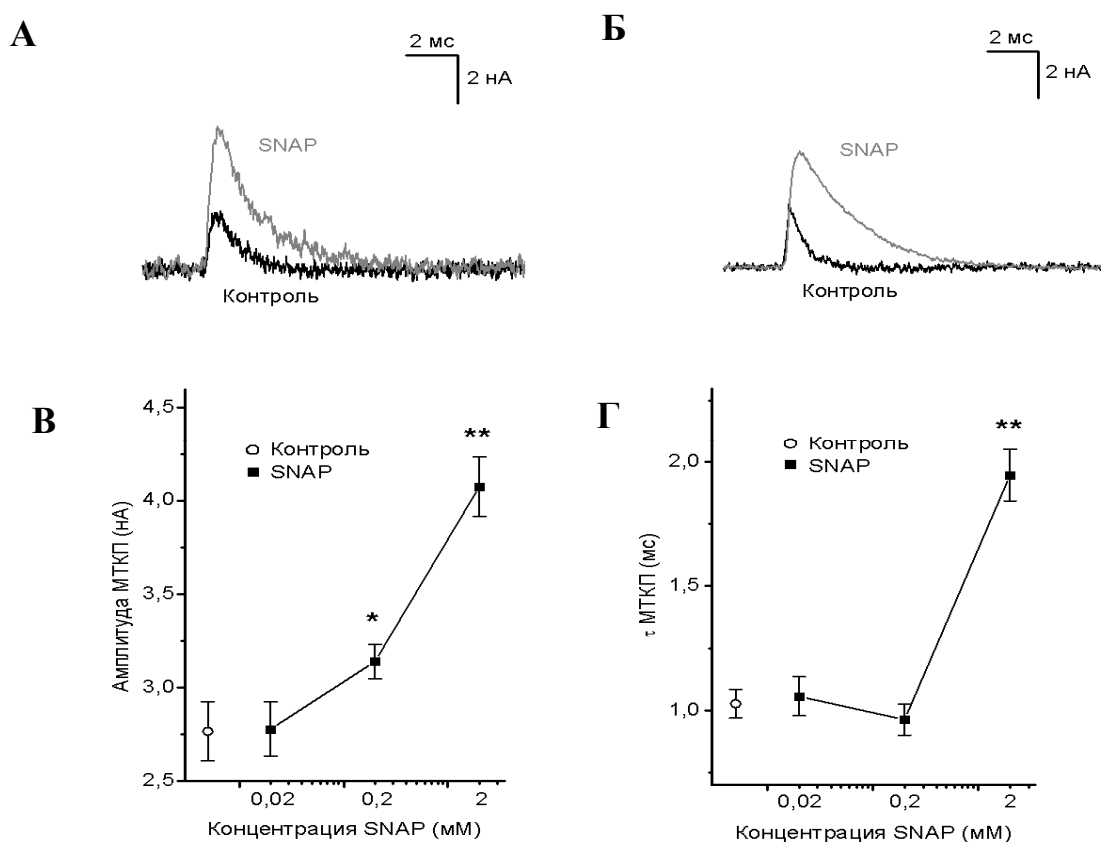 А
2 мс
2 нА
SNAP
Контроль
Б
2 мс
2 нА
SNAP
Контроль
В
4,5
4,0
3,5
3,0
2,5
Амплитуда МТКП (нА)
Контроль
SNAP
*
**
0,02 0,2 2
Концентрация SNAP (мМ)
Г
2,0
1,5
1,0
τ МТКП (мс)
Контроль
SNAP
**
0,02 0,2 2
Концентрация SNAP (мМ)